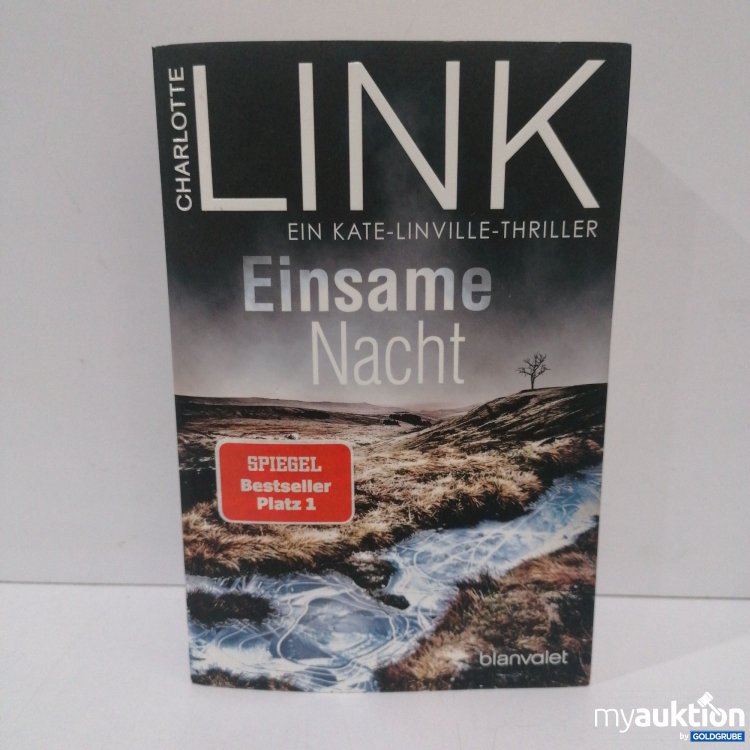 CHARLOTTE
LINK
EIN KATE-LINVILLE-THRILLER
Einsame
Nacht
SPIEGEL
Bestseller
Platz 1
blanvalet
myauktion
by GOLDGRUBE